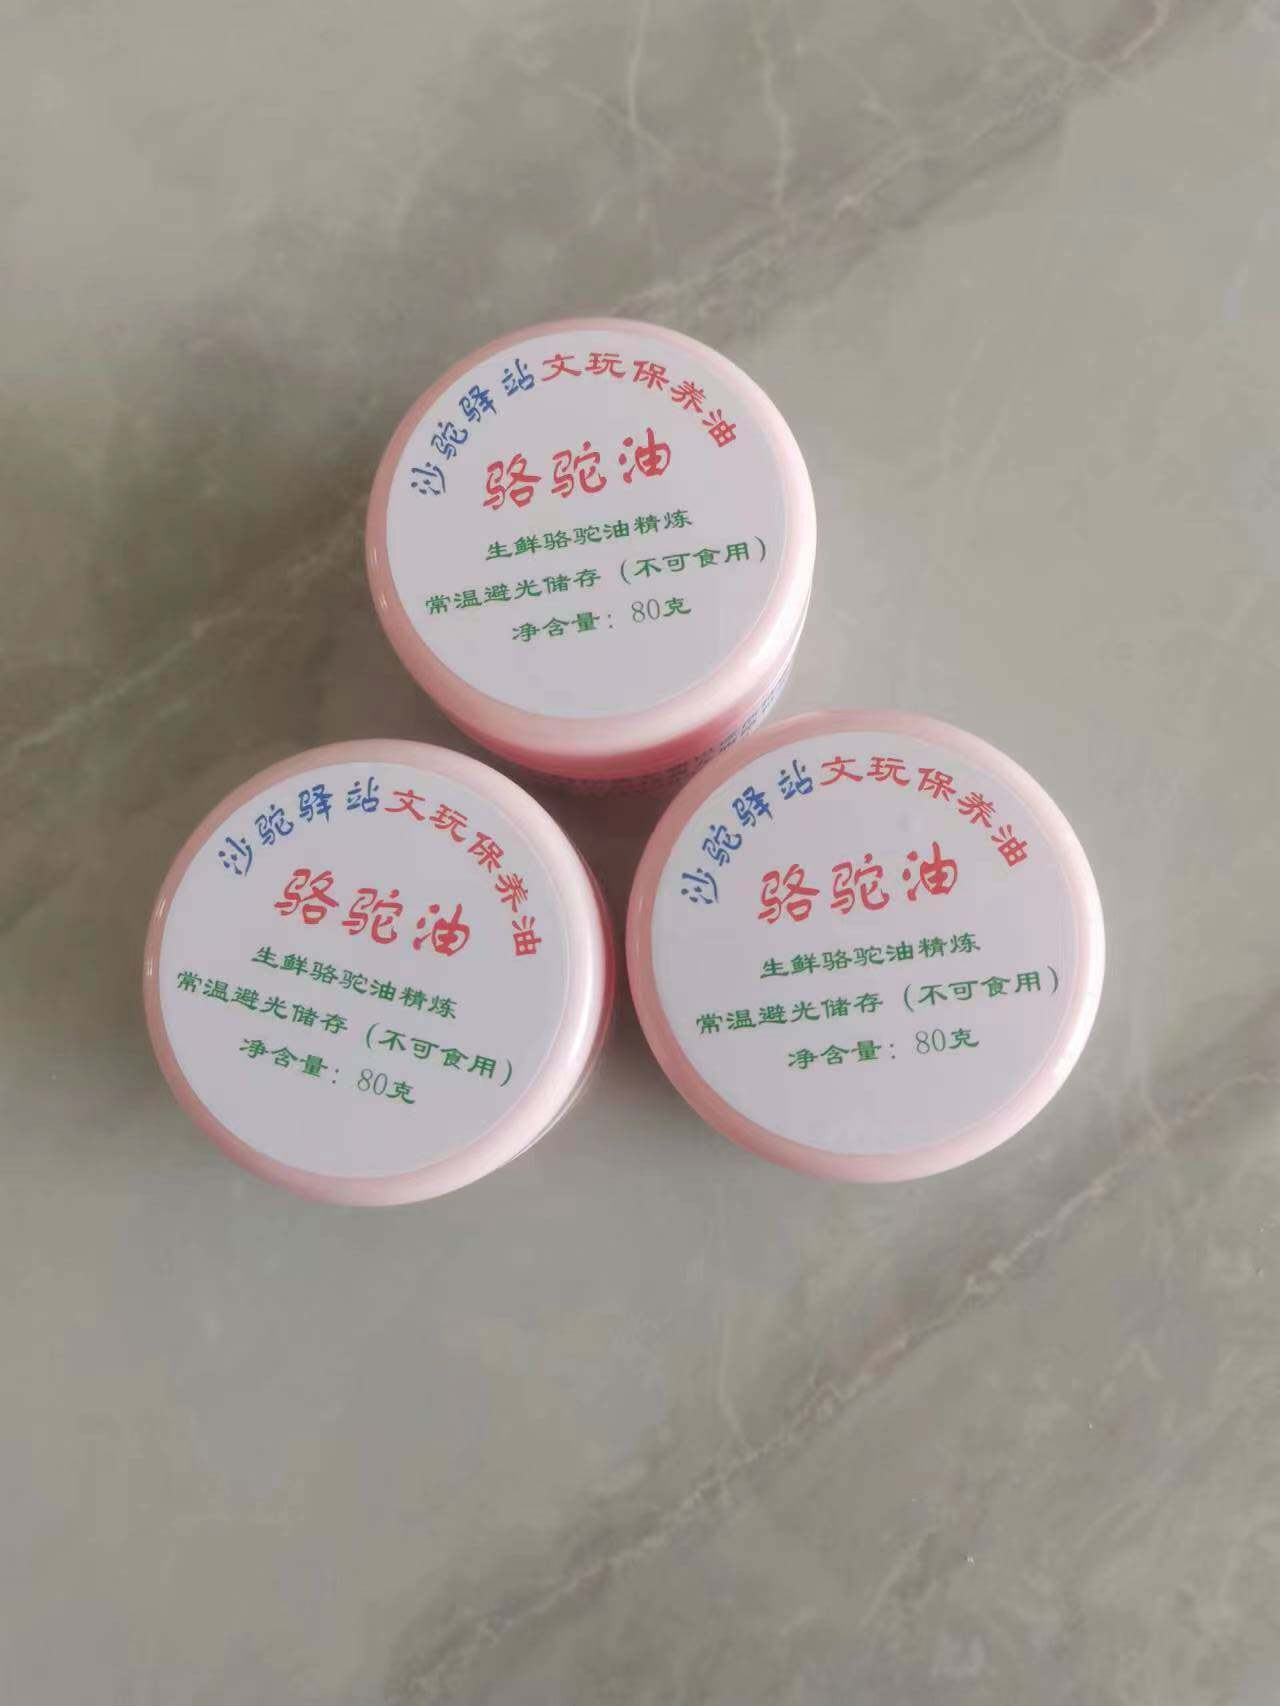 沙驼驿站文玩保养油
骆驼油
生鲜骆驼油精炼
常温避光储存（不可食用）
净含量：80克
沙驼驿站文玩保养油
骆驼油
生鲜骆驼油精炼
常温避光储存（不可食用）
净含量：80克
沙驼驿站文玩保养油
骆驼油
生鲜骆驼油精炼
常温避光储存（不可食用）
净含量：80克